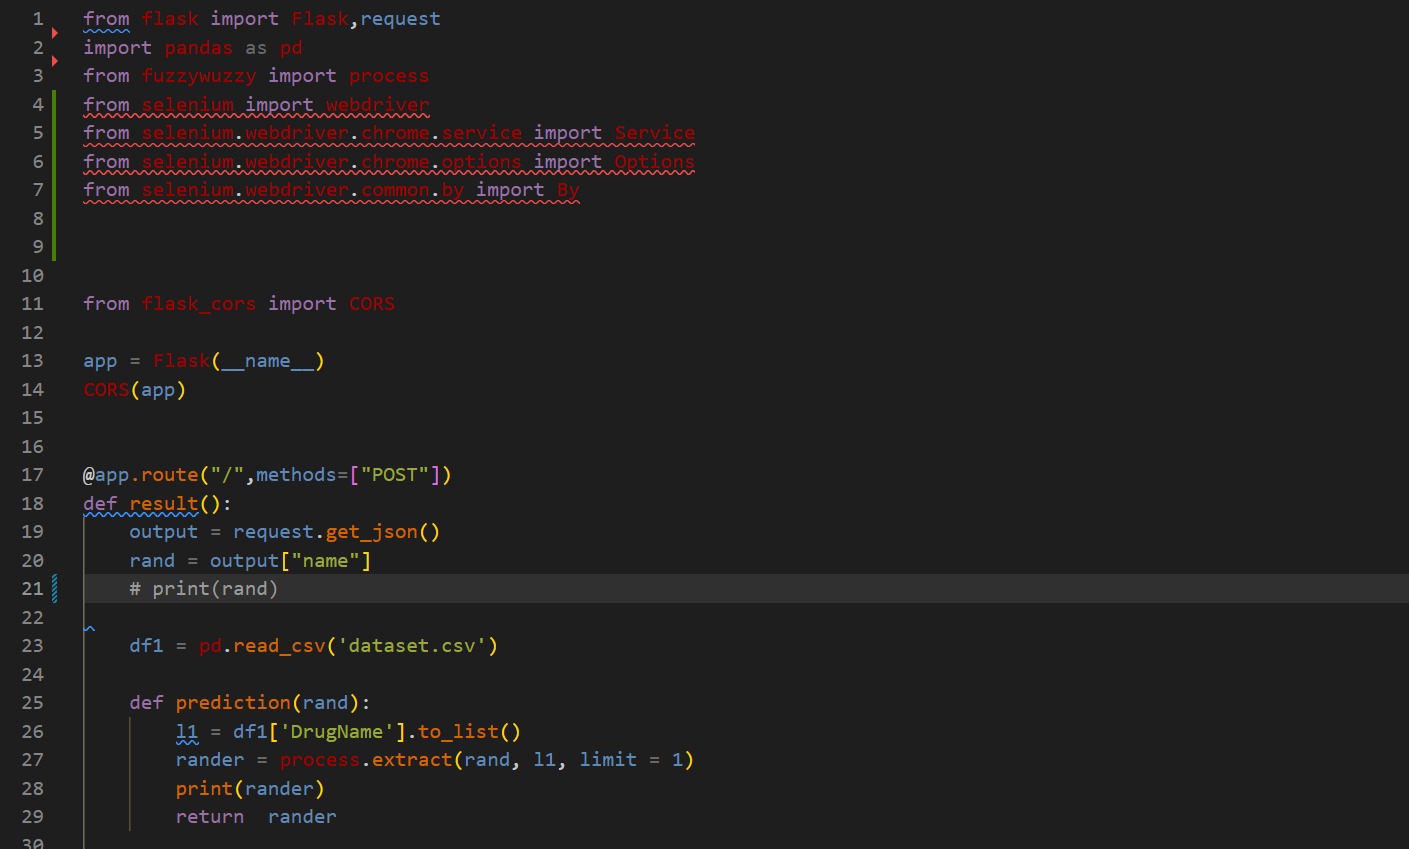 1 from flask import Flask,request
2 import pandas as pd
3 from fuzzywuzzy import process
4 from selenium import webdriver
5 from selenium.webdriver.chrome.service import Service
6 from selenium.webdriver.chrome.options import Options
7 from selenium.webdriver.common.by import By
8
9
10
11 from flask_cors import CORS
12
13 app = Flask(__name__)
14 CORS(app)
15
16
17 @app.route("/",methods=["POST"])
18 def result():
19     output = request.get_json()
20     rand = output["name"]
21     # print(rand)
22
23     df1 = pd.read_csv('dataset.csv')
24
25     def prediction(rand):
26         l1 = df1['DrugName'].to_list()
27         rander = process.extract(rand, l1, limit = 1)
28         print(rander)
29         return  rander
30